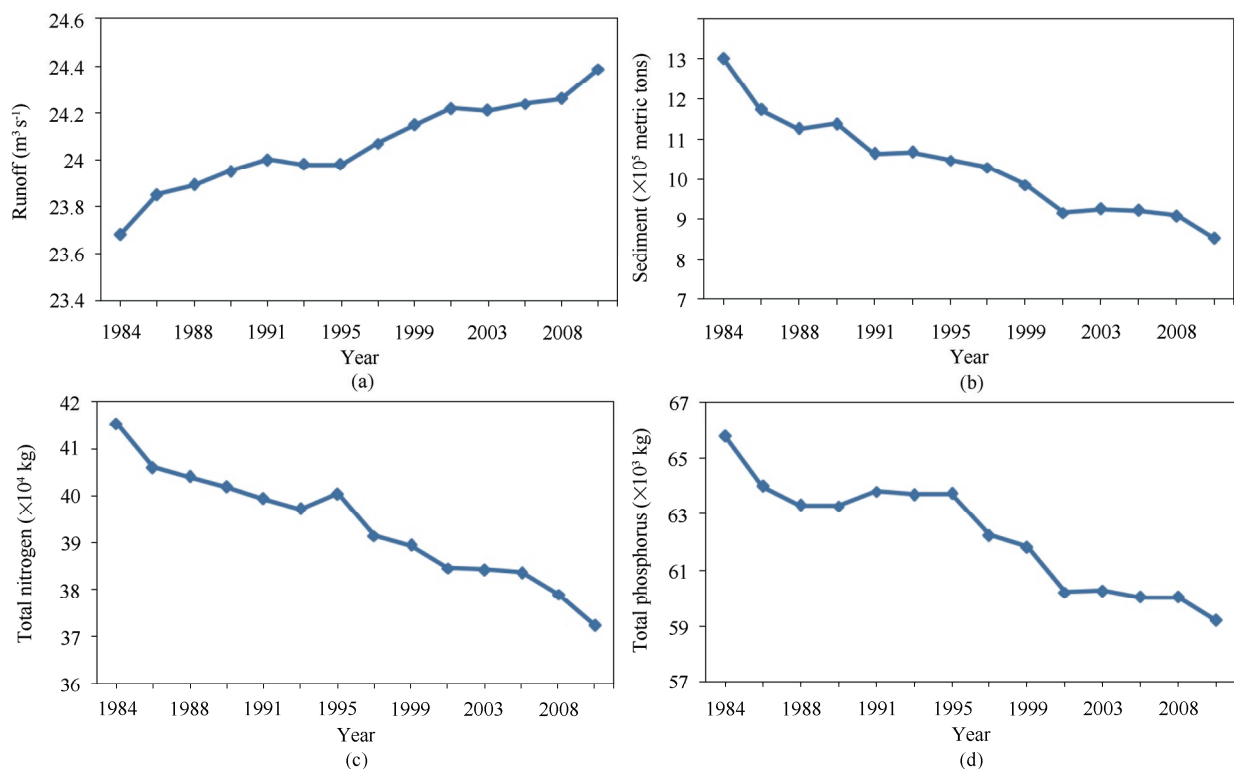 24.6
24.4
24.2
24
23.8
23.6
23.4
Runoff (m³ s⁻¹)
1984 1988 1991 1995 1999 2003 2008
Year
(a)
13
12
11
10
9
8
7
Sediment (×10⁵ metric tons)
1984 1988 1991 1995 1999 2003 2008
Year
(b)
42
41
40
39
38
37
36
Total nitrogen (×10⁴ kg)
1984 1988 1991 1995 1999 2003 2008
Year
(c)
67
65
63
61
59
57
Total phosphorus (×10³ kg)
1984 1988 1991 1995 1999 2003 2008
Year
(d)